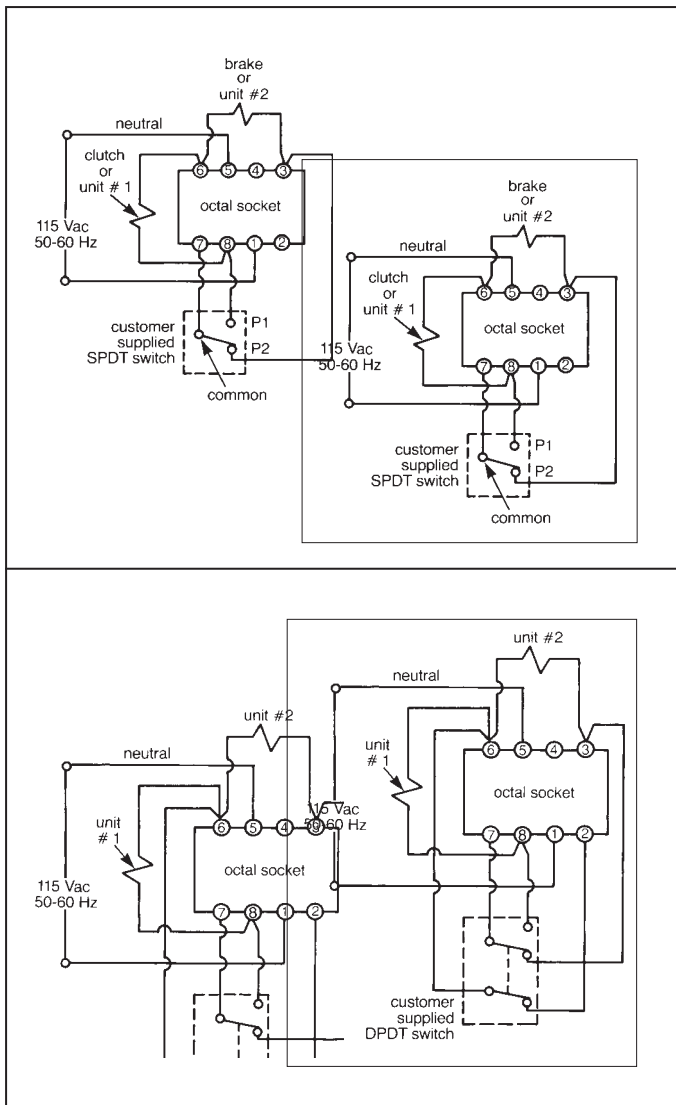 brake
or
unit #2
neutral
clutch
or
unit # 1
6 5 4 3
octal socket
115 Vac
50-60 Hz
7 8 1 2
P1
P2
customer
supplied
SPDT switch
common
brake
or
unit #2
neutral
clutch
or
unit # 1
6 5 4 3
octal socket
115 Vac
50-60 Hz
7 8 1 2
P1
P2
customer
supplied
SPDT switch
common
unit #2
neutral
unit
# 1
6 5 4
octal socket
115 Vac
50-60 Hz
7 8 1 2
unit #2
neutral
unit
# 1
6 5 4 3
octal socket
115 Vac
50-60 Hz
7 8 1 2
customer
supplied
DPDT switch